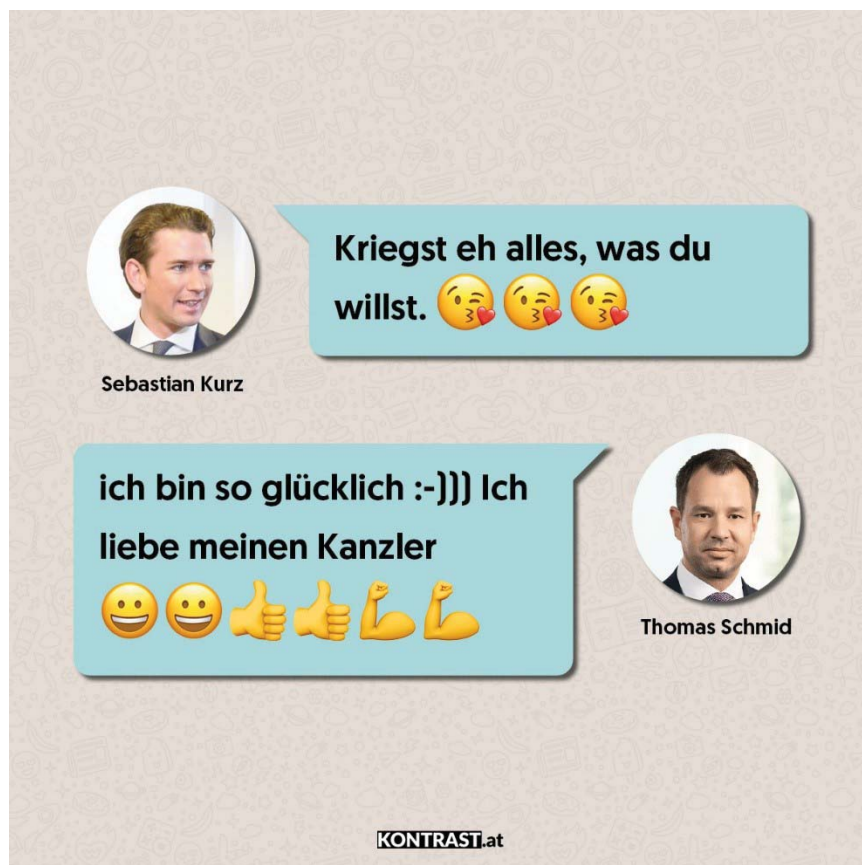 Kriegst eh alles, was du
willst. 😘😘😘
Sebastian Kurz
ich bin so glücklich :-))) Ich
liebe meinen Kanzler
😀😀👍👍💪💪
Thomas Schmid
KONTRAST.at